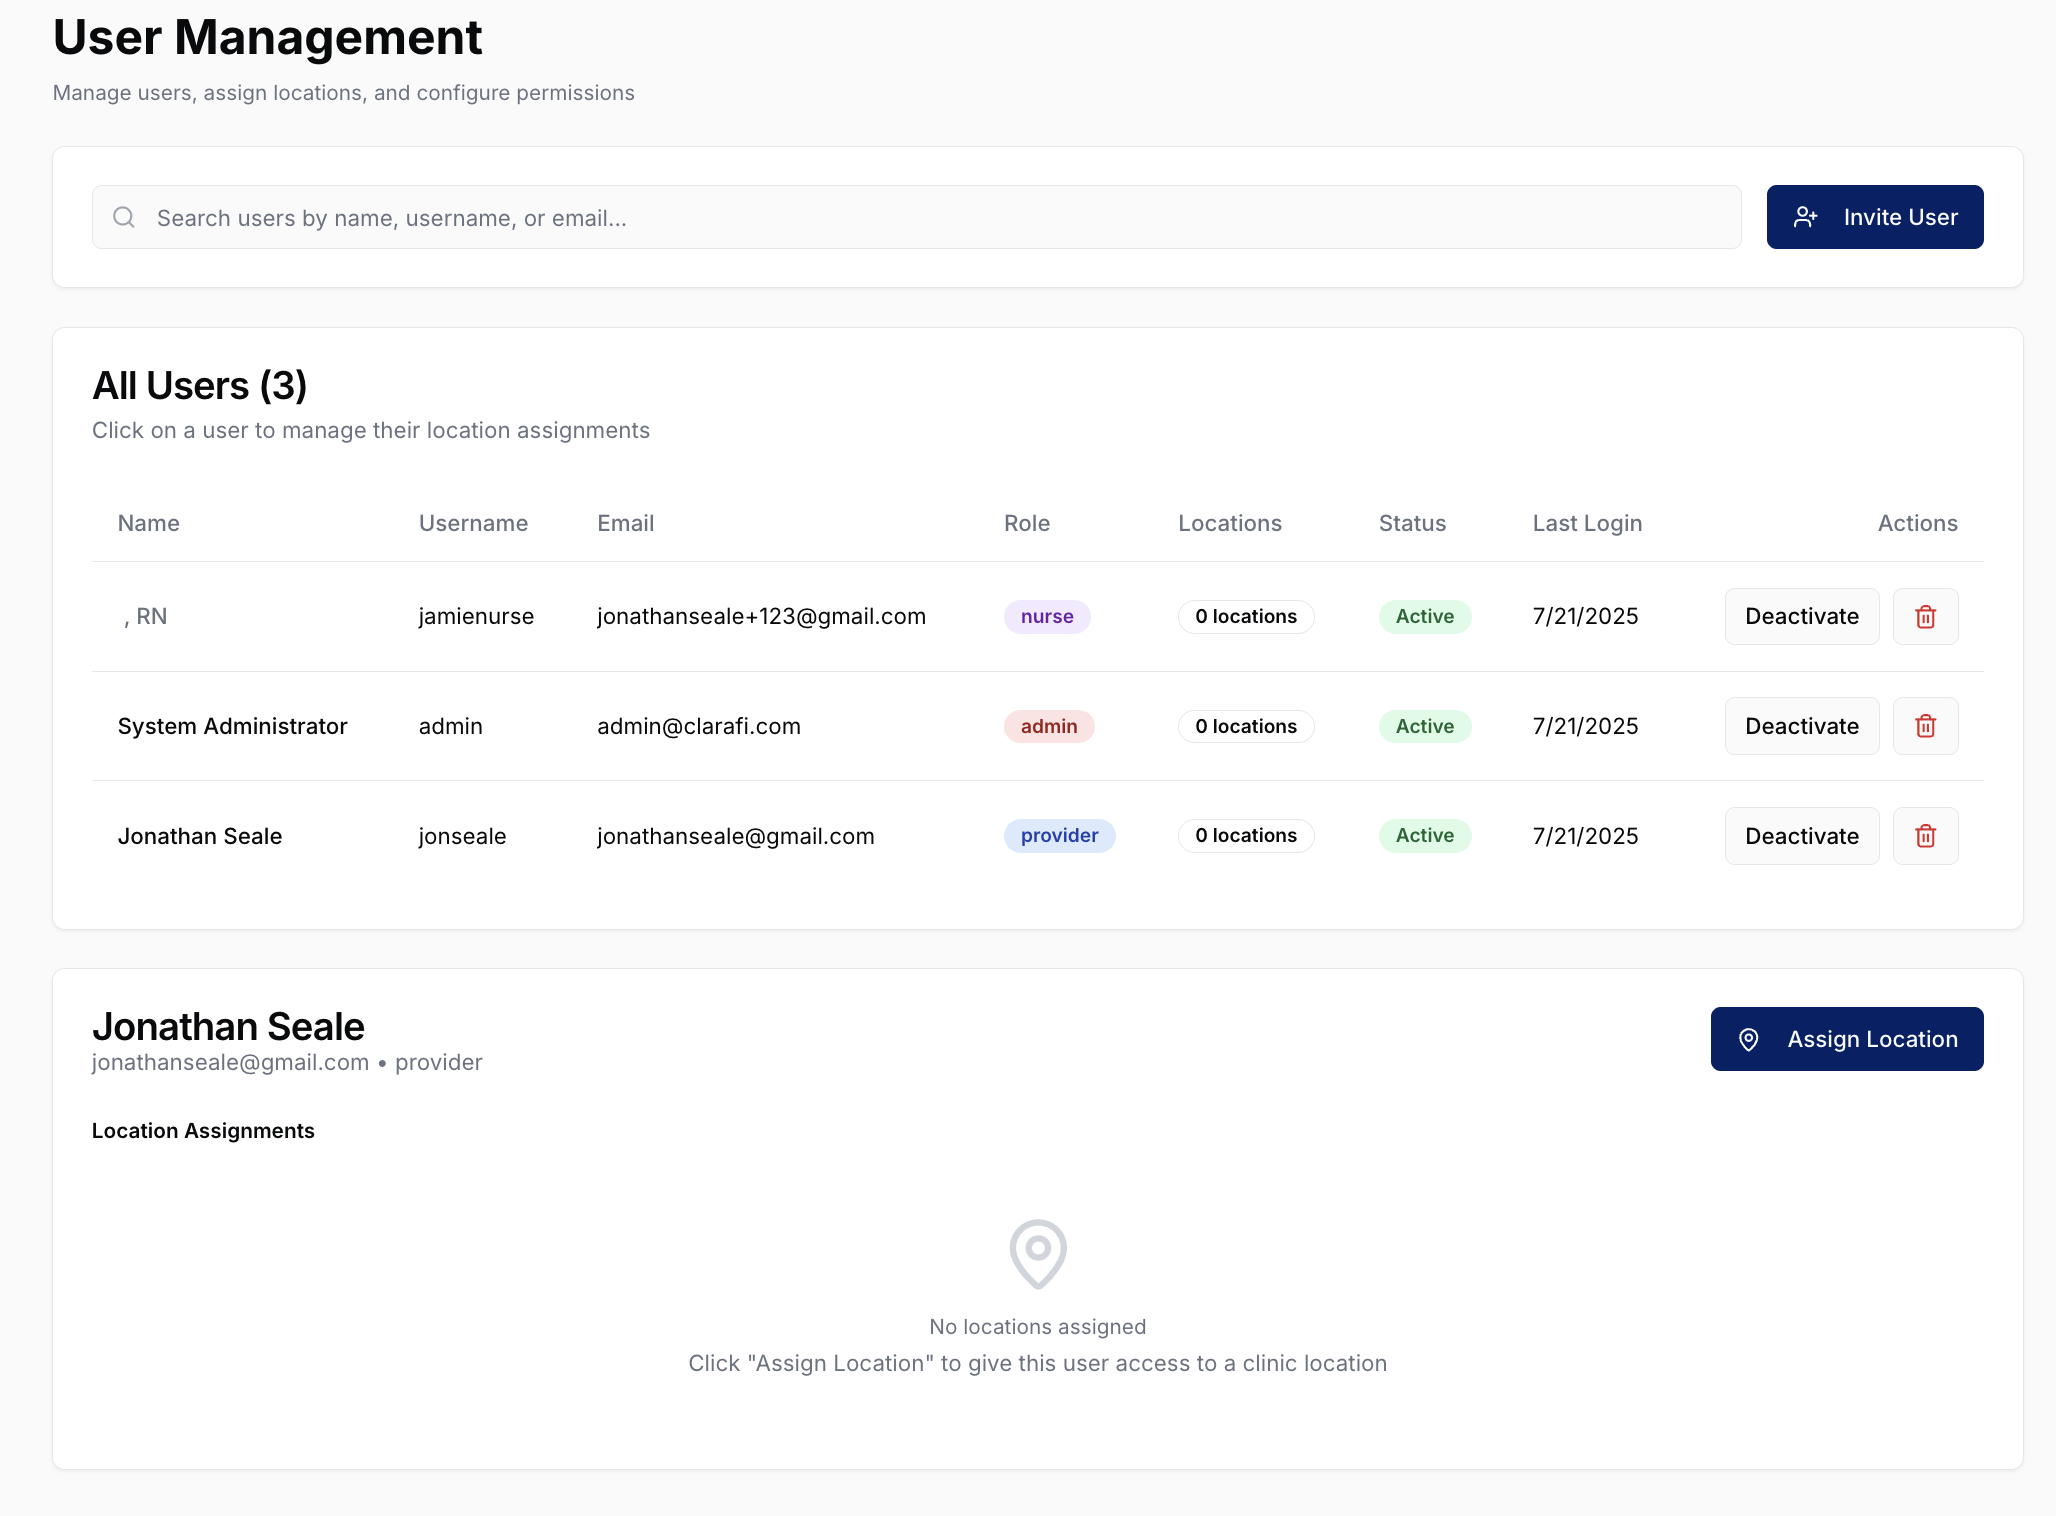 User Management
Manage users, assign locations, and configure permissions
Search users by name, username, or email...
Invite User
All Users (3)
Click on a user to manage their location assignments
Name Username Email Role Locations Status Last Login Actions
, RN jamienurse jonathanseale+123@gmail.com nurse 0 locations Active 7/21/2025 Deactivate
System Administrator admin admin@clarafi.com admin 0 locations Active 7/21/2025 Deactivate
Jonathan Seale jonseale jonathanseale@gmail.com provider 0 locations Active 7/21/2025 Deactivate
Jonathan Seale
jonathanseale@gmail.com • provider
Assign Location
Location Assignments
No locations assigned
Click "Assign Location" to give this user access to a clinic location